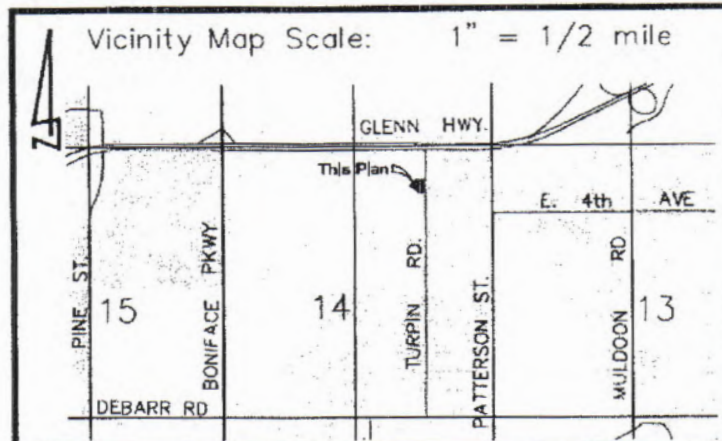 Vicinity Map Scale: 1" = 1/2 mile
N
GLENN HWY.
This Plan
E. 4th AVE
PINE ST.
15
BONIFACE PKWY
14
TURPIN RD.
PATTERSON ST.
MULDOON RD
13
DEBARR RD